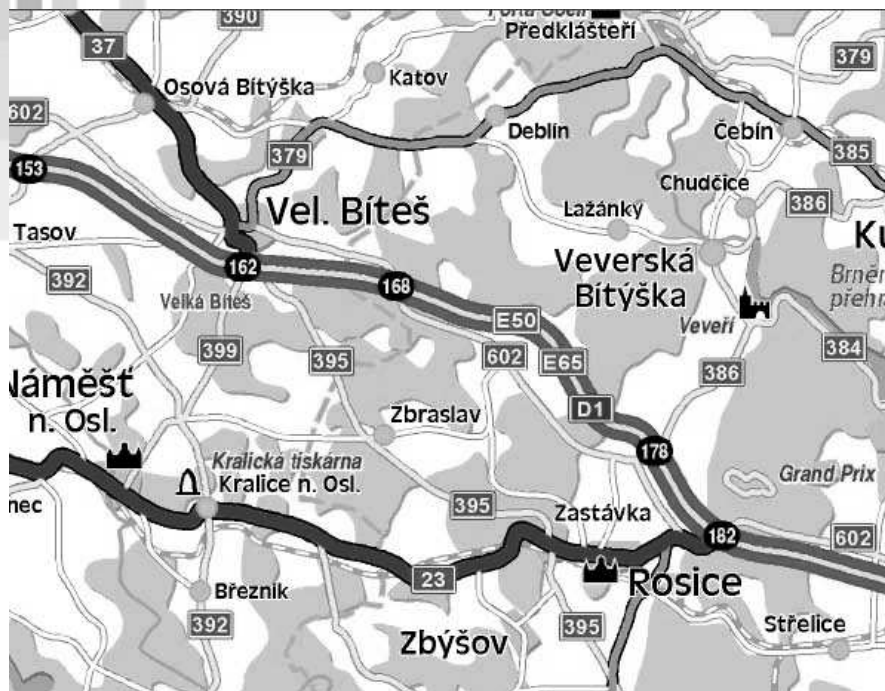 390
37
Předklášteří
379
Osová Bítýška
Katov
602
Deblín
Čebín
379
385
153
Chudčice
386
Vel. Bíteš
Lažánky
Tasov
162
168
Veverská
Bítýška
392
Velká Bíteš
E50
Veveří
399
395
602
E65
386
384
Náměšť
n. Osl.
D1
Zbraslav
178
Kralická tiskárna
Kralice n. Osl.
Grand Prix
395
Zastávka
182
602
23
Rosice
Březník
392
Zbýšov
395
Střelice